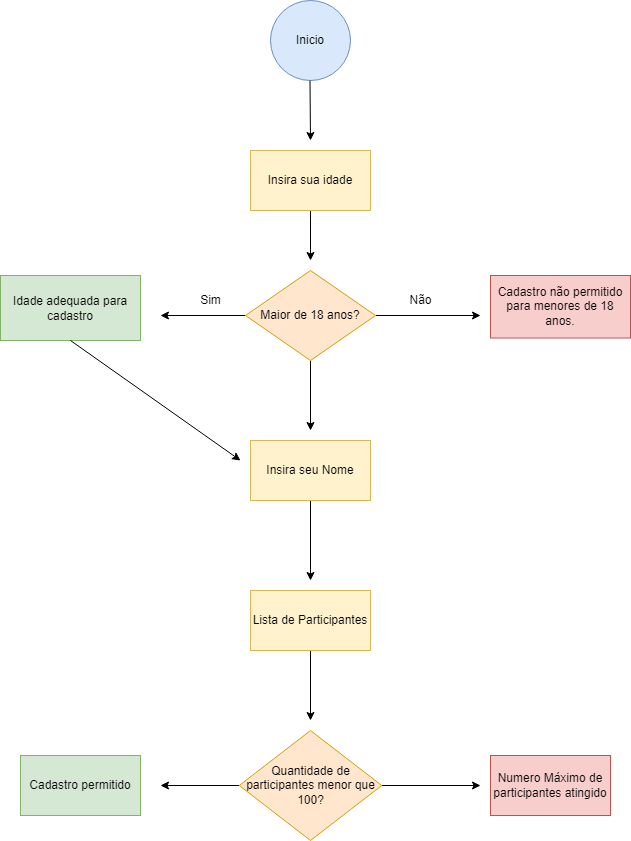 Inicio
Insira sua idade
Sim
Não
Idade adequada para
cadastro
Maior de 18 anos?
Cadastro não permitido
para menores de 18
anos.
Insira seu Nome
Lista de Participantes
Cadastro permitido
Quantidade de
participantes menor que
100?
Numero Máximo de
participantes atingido